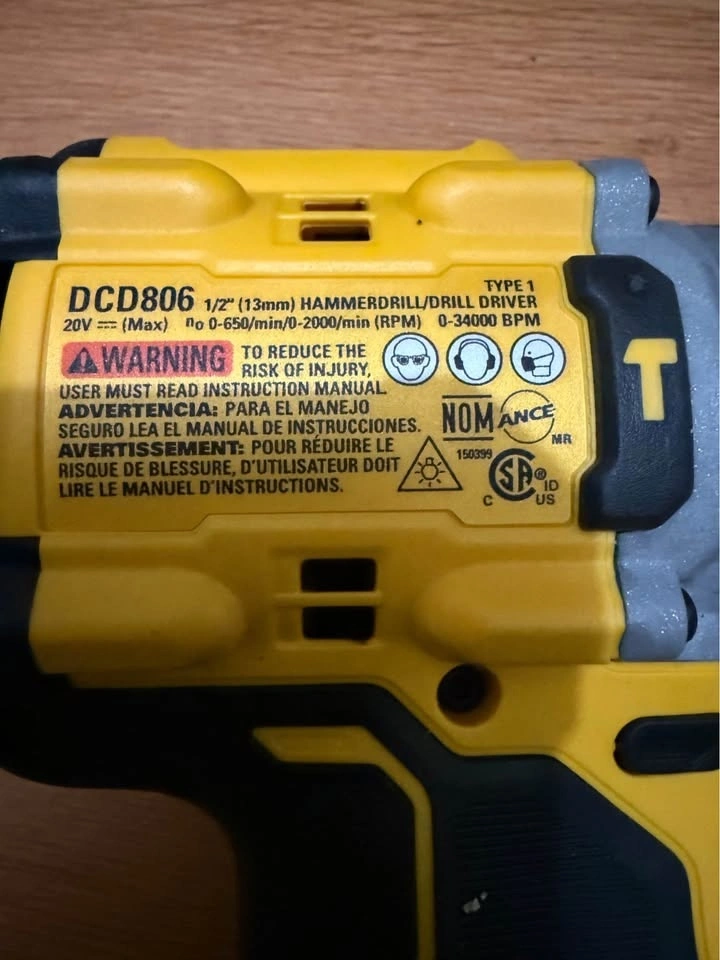 TYPE 1
DCD806 1/2" (13mm) HAMMERDRILL/DRILL DRIVER
20V ⎓ (Max) no 0-650/min/0-2000/min (RPM) 0-34000 BPM
WARNING TO REDUCE THE
RISK OF INJURY,
USER MUST READ INSTRUCTION MANUAL.
ADVERTENCIA: PARA EL MANEJO
SEGURO LEA EL MANUAL DE INSTRUCCIONES.
AVERTISSEMENT: POUR RÉDUIRE LE
RISQUE DE BLESSURE, D'UTILISATEUR DOIT
LIRE LE MANUEL D'INSTRUCTIONS.
NOM ANCE
MR
150399
SA® ID
C US
T